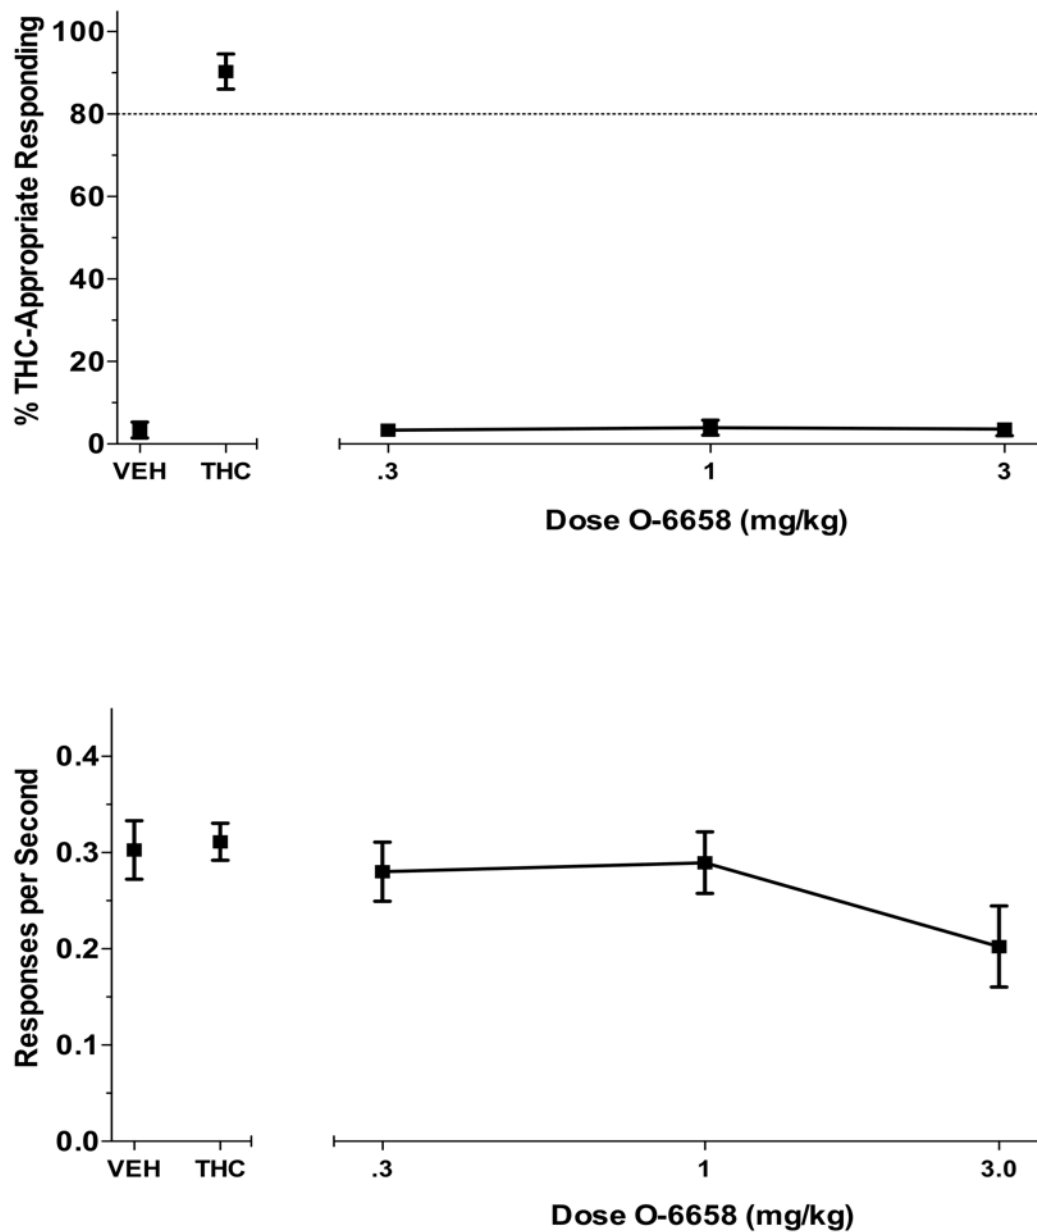 % THC-Appropriate Responding
100
80
60
40
20
0
VEH THC .3 1 3
Dose O-6658 (mg/kg)
Responses per Second
0.4
0.3
0.2
0.1
0.0
VEH THC .3 1 3.0
Dose O-6658 (mg/kg)